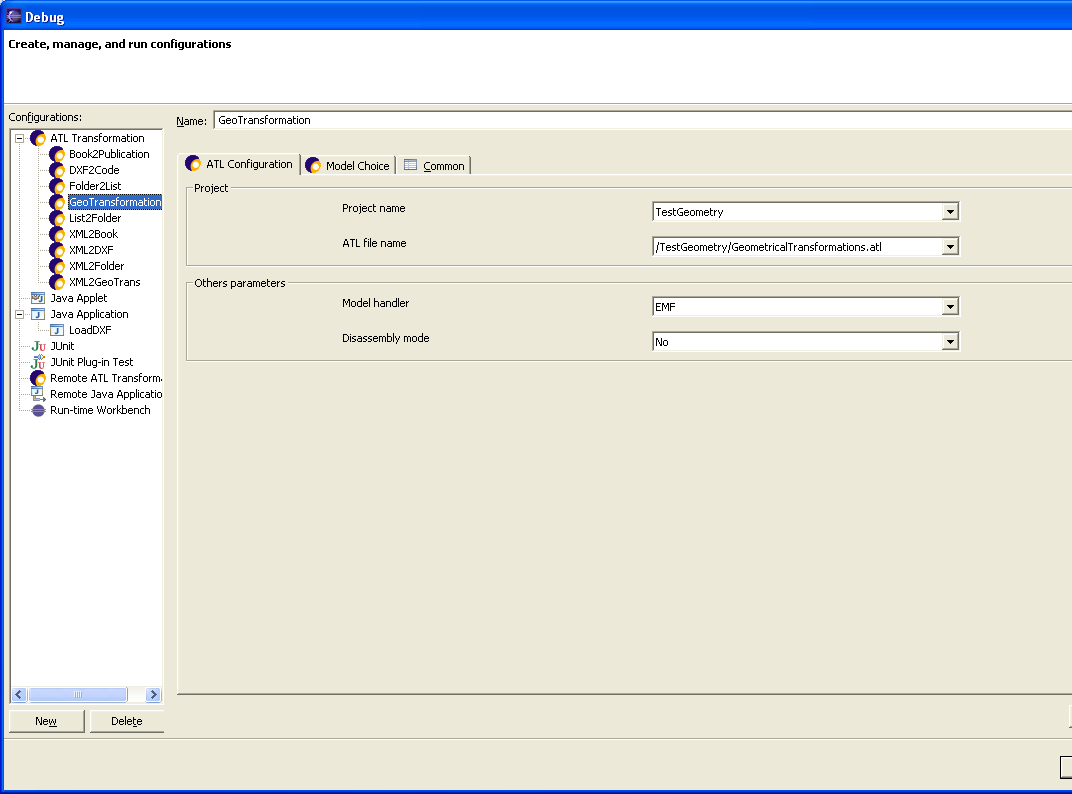 Debug
Create, manage, and run configurations
Configurations:
ATL Transformation
Book2Publication
DXF2Code
Folder2List
GeoTransformation
List2Folder
XML2Book
XML2DXF
XML2Folder
XML2GeoTrans
Java Applet
Java Application
LoadDXF
JUnit
JUnit Plug-in Test
Remote ATL Transform
Remote Java Applicatio
Run-time Workbench
New
Delete
Name: GeoTransformation
ATL Configuration Model Choice Common
Project
Project name TestGeometry
ATL file name /TestGeometry/GeometricalTransformations.atl
Others parameters
Model handler EMF
Disassembly mode No